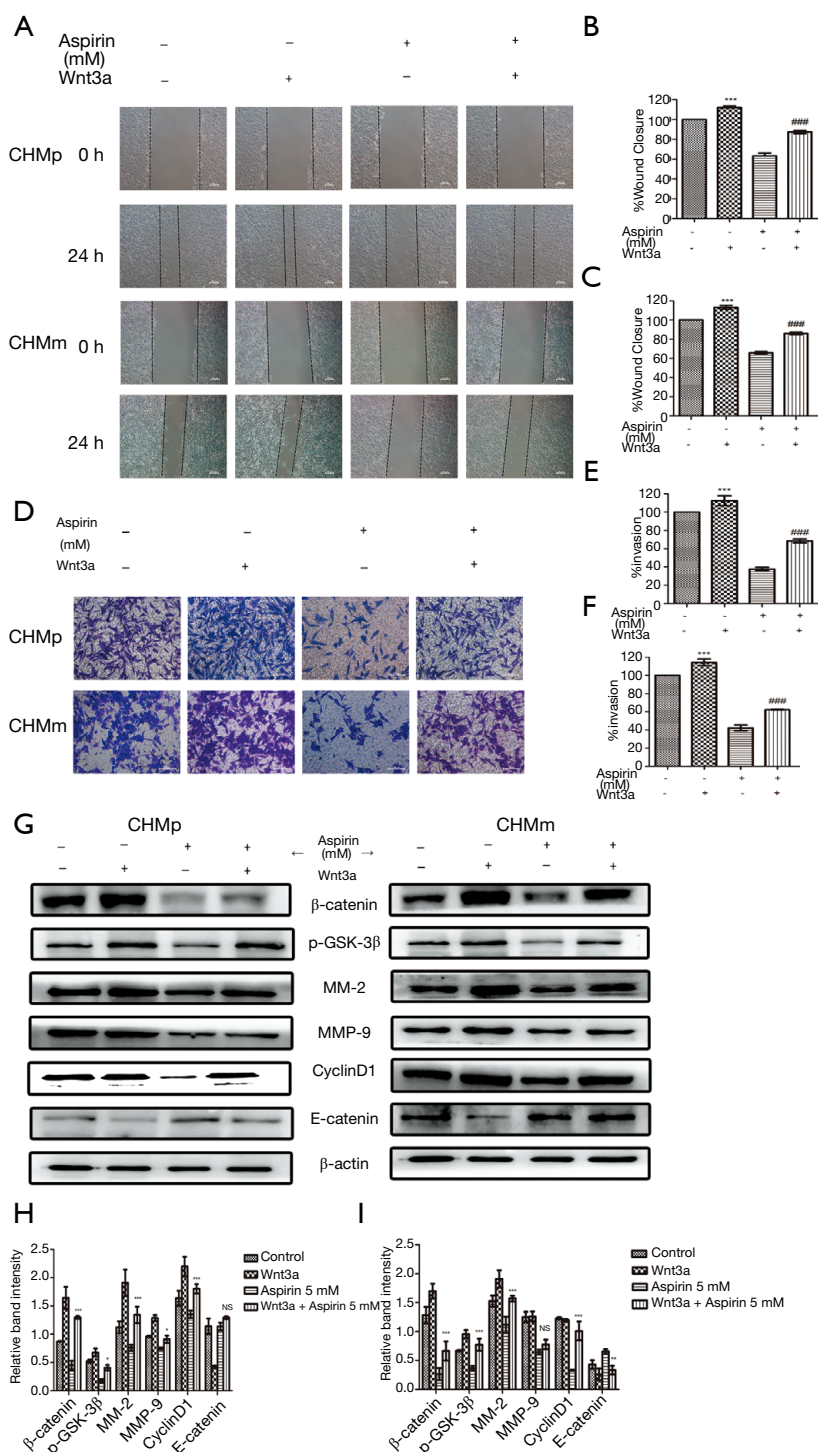 A
Aspirin (mM) – – + +
Wnt3a – + – +
CHMp 0 h
24 h
CHMm 0 h
24 h
B
%Wound Closure
120
100
80
60
40
20
0
***
###
Aspirin (mM) - - + +
Wnt3a - + - +
C
%Wound Closure
120
100
80
60
40
20
0
***
###
Aspirin (mM) - - + +
Wnt3a - + - +
D
Aspirin (mM) – – + +
Wnt3a – + – +
CHMp
CHMm
E
%invasion
120
100
80
60
40
20
0
***
###
Aspirin (mM) - - + +
Wnt3a - + - +
F
%invasion
120
100
80
60
40
20
0
***
###
Aspirin (mM) - - + +
Wnt3a - + - +
G
CHMp
CHMm
– – + + ← Aspirin (mM) → – – + +
– + – + Wnt3a – + – +
β-catenin
p-GSK-3β
MM-2
MMP-9
CyclinD1
E-catenin
β-actin
H
Relative band intensity
2.5
2.0
1.5
1.0
0.5
0.0
*** * *** * *** NS
β-catenin
p-GSK-3β
MM-2
MMP-9
CyclinD1
E-catenin
Control
Wnt3a
Aspirin 5 mM
Wnt3a + Aspirin 5 mM
I
Relative band intensity
2.5
2.0
1.5
1.0
0.5
0.0
*** *** *** NS *** **
β-catenin
p-GSK-3β
MM-2
MMP-9
CyclinD1
E-catenin
Control
Wnt3a
Aspirin 5 mM
Wnt3a + Aspirin 5 mM